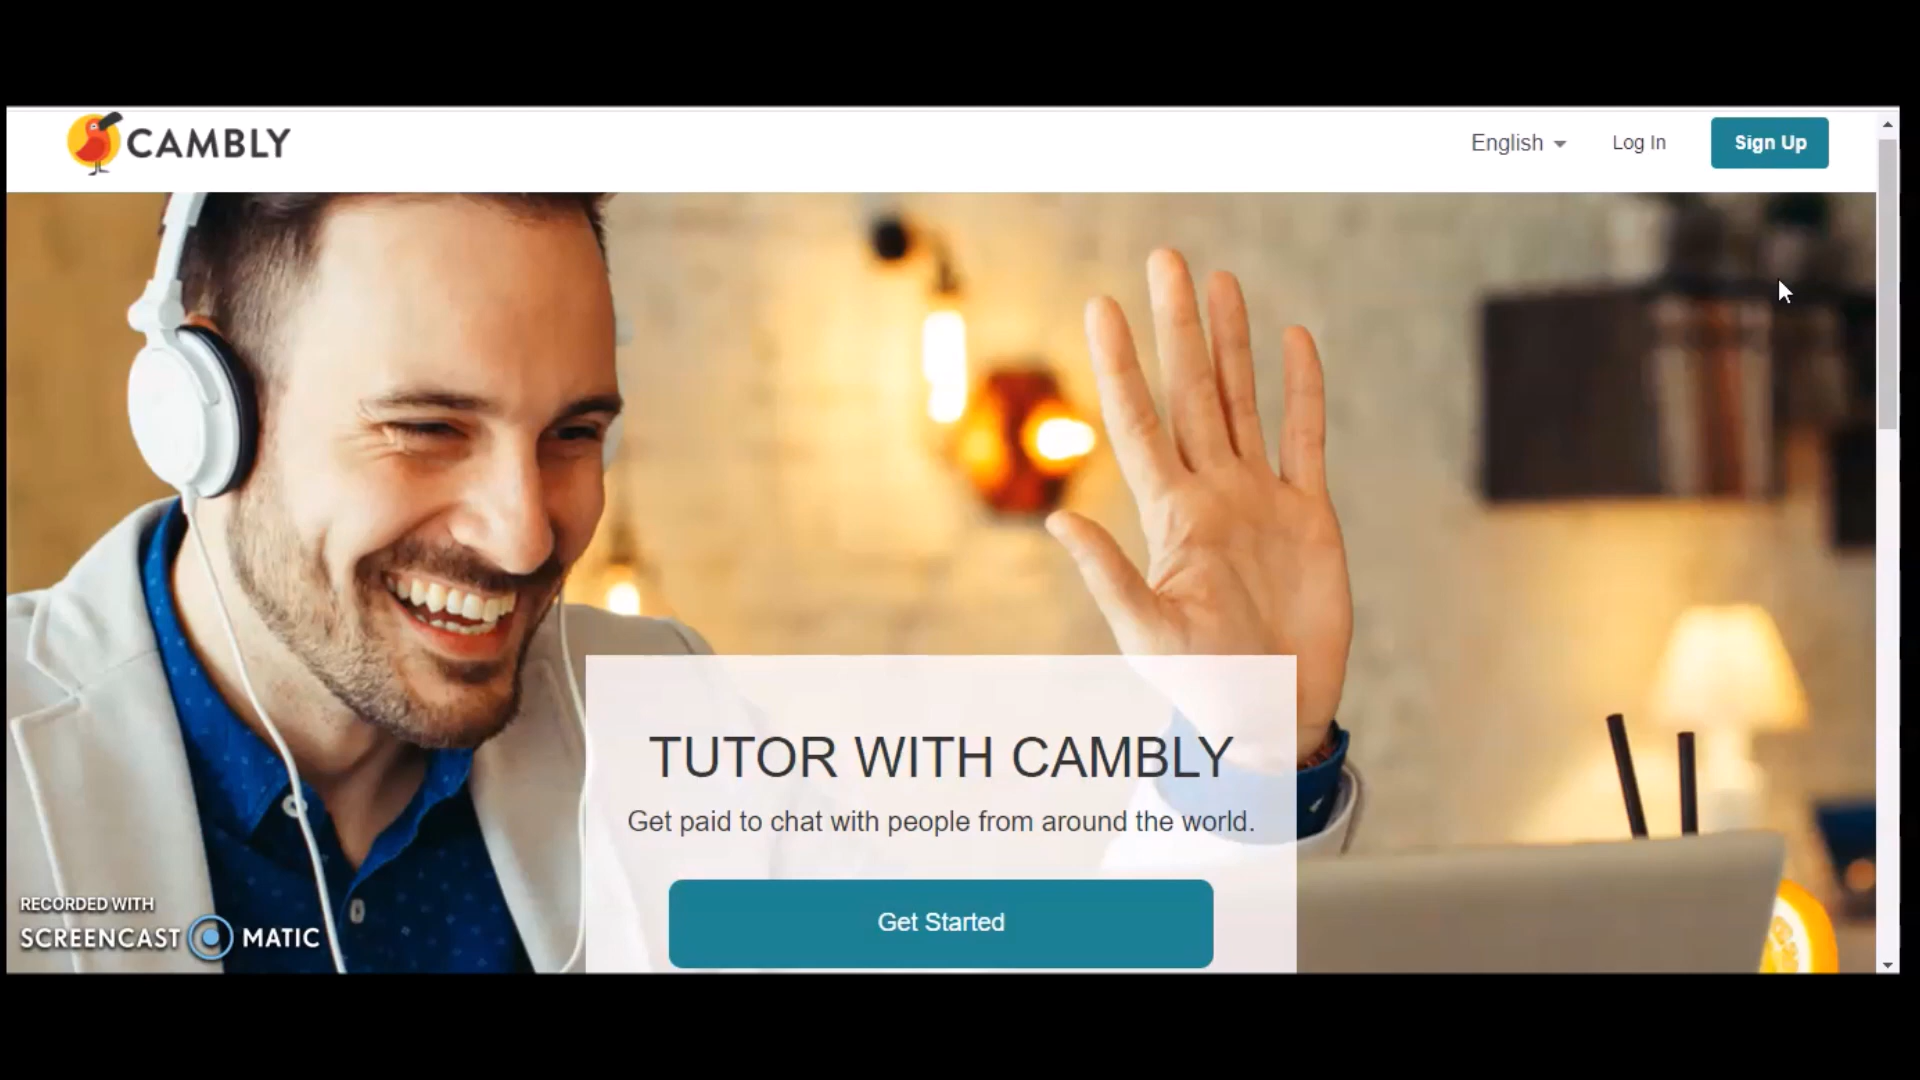 CAMBLY
English
Log In
Sign Up
TUTOR WITH CAMBLY
Get paid to chat with people from around the world.
Get Started
RECORDED WITH
SCREENCAST MATIC